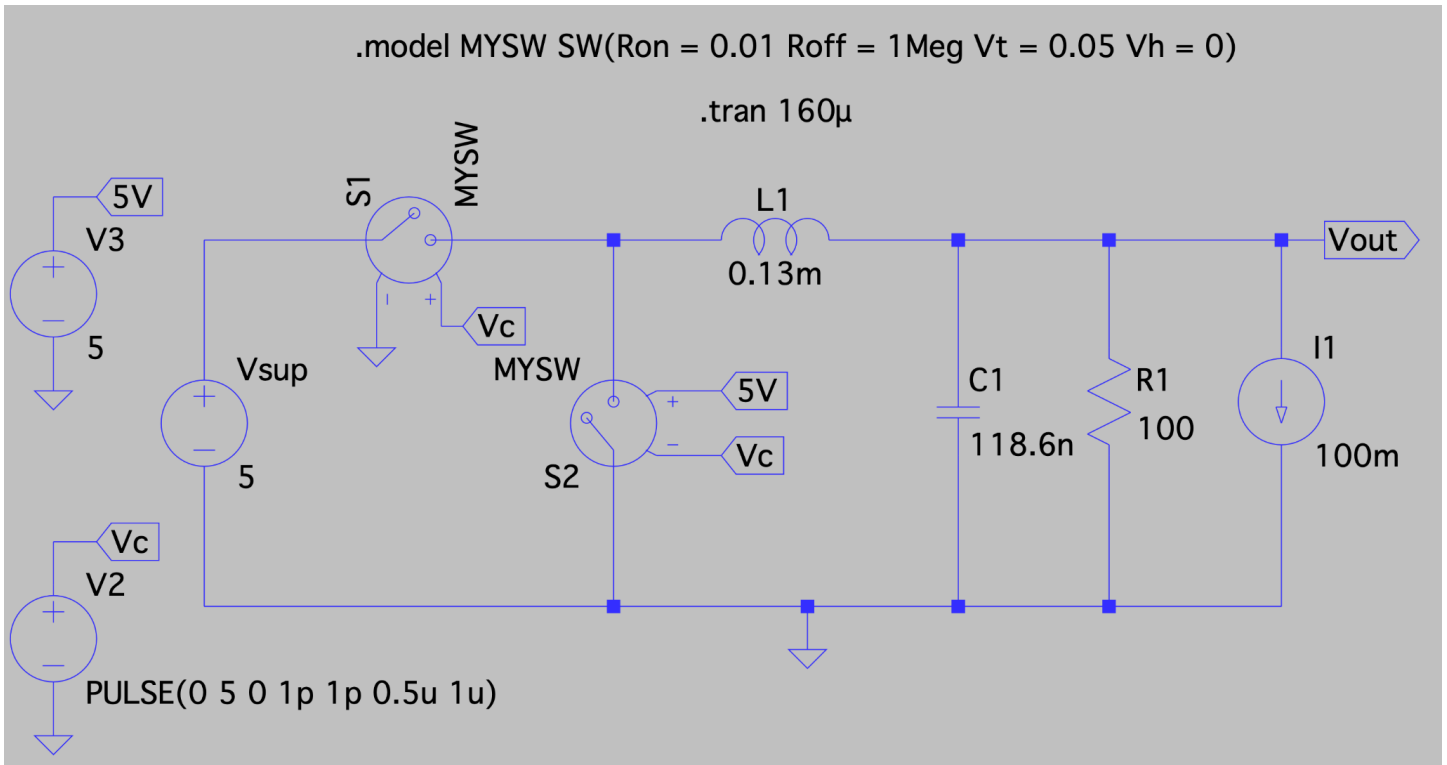 .model MYSW SW(Ron = 0.01 Roff = 1Meg Vt = 0.05 Vh = 0)
.tran 160µ
5V
V3
+
−
5
S1
MYSW
−
+
Vc
L1
0.13m
Vout
Vsup
+
−
5
MYSW
+
−
5V
Vc
S2
C1
118.6n
R1
100
I1
100m
Vc
V2
+
−
PULSE(0 5 0 1p 1p 0.5u 1u)